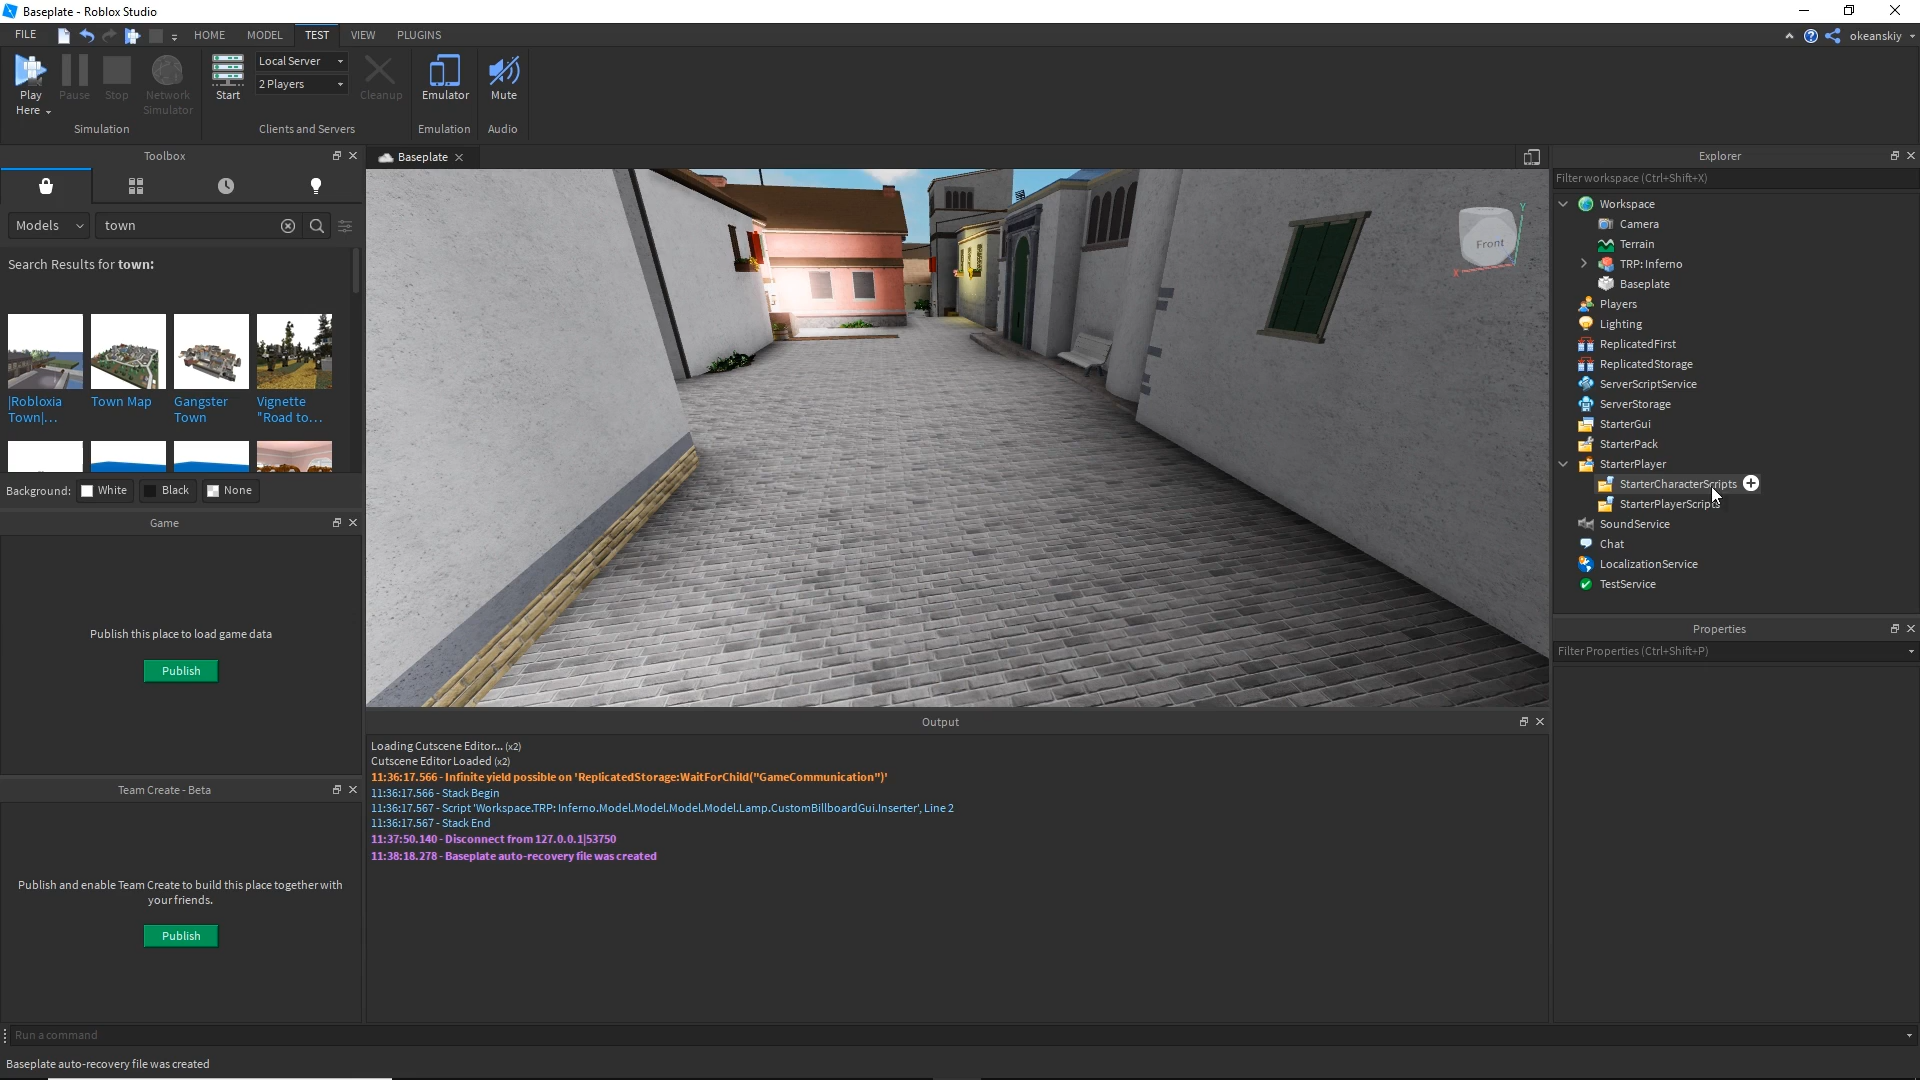 Baseplate - Roblox Studio
FILE
HOME
MODEL
TEST
VIEW
PLUGINS
okeanskiy
Play
Here
Pause
Stop
Network
Simulator
Simulation
Start
Local Server
2 Players
Cleanup
Clients and Servers
Emulator
Emulation
Mute
Audio
Toolbox
Models
town
Search Results for town:
|Robloxia
Town|...
Town Map
Gangster
Town
Vignette
"Road to...
Background:
White
Black
None
Game
Publish this place to load game data
Publish
Team Create - Beta
Publish and enable Team Create to build this place together with
your friends.
Publish
Baseplate
Front
Y
X
Output
Loading Cutscene Editor... (x2)
Cutscene Editor Loaded (x2)
11:36:17.566 - Infinite yield possible on 'ReplicatedStorage:WaitForChild("GameCommunication")'
11:36:17.566 - Stack Begin
11:36:17.567 - Script 'Workspace.TRP: Inferno.Model.Model.Model.Model.Lamp.CustomBillboardGui.Inserter', Line 2
11:36:17.567 - Stack End
11:37:50.140 - Disconnect from 127.0.0.1|53750
11:38:18.278 - Baseplate auto-recovery file was created
Explorer
Filter workspace (Ctrl+Shift+X)
Workspace
Camera
Terrain
TRP: Inferno
Baseplate
Players
Lighting
ReplicatedFirst
ReplicatedStorage
ServerScriptService
ServerStorage
StarterGui
StarterPack
StarterPlayer
StarterCharacterScripts
StarterPlayerScripts
SoundService
Chat
LocalizationService
TestService
Properties
Filter Properties (Ctrl+Shift+P)
Run a command
Baseplate auto-recovery file was created